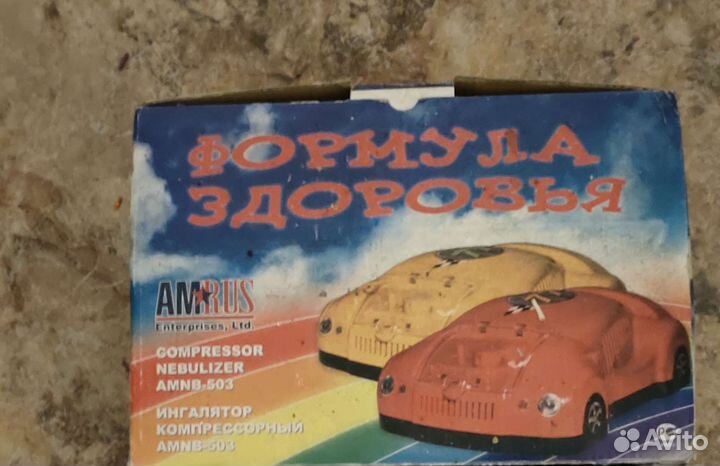 ФОРМУЛА
ЗДОРОВЬЯ
AMRUS
Enterprises, Ltd.
COMPRESSOR
NEBULIZER
AMNB-503
ИНГАЛЯТОР
КОМПРЕССОРНЫЙ
AMNB-503
Avito